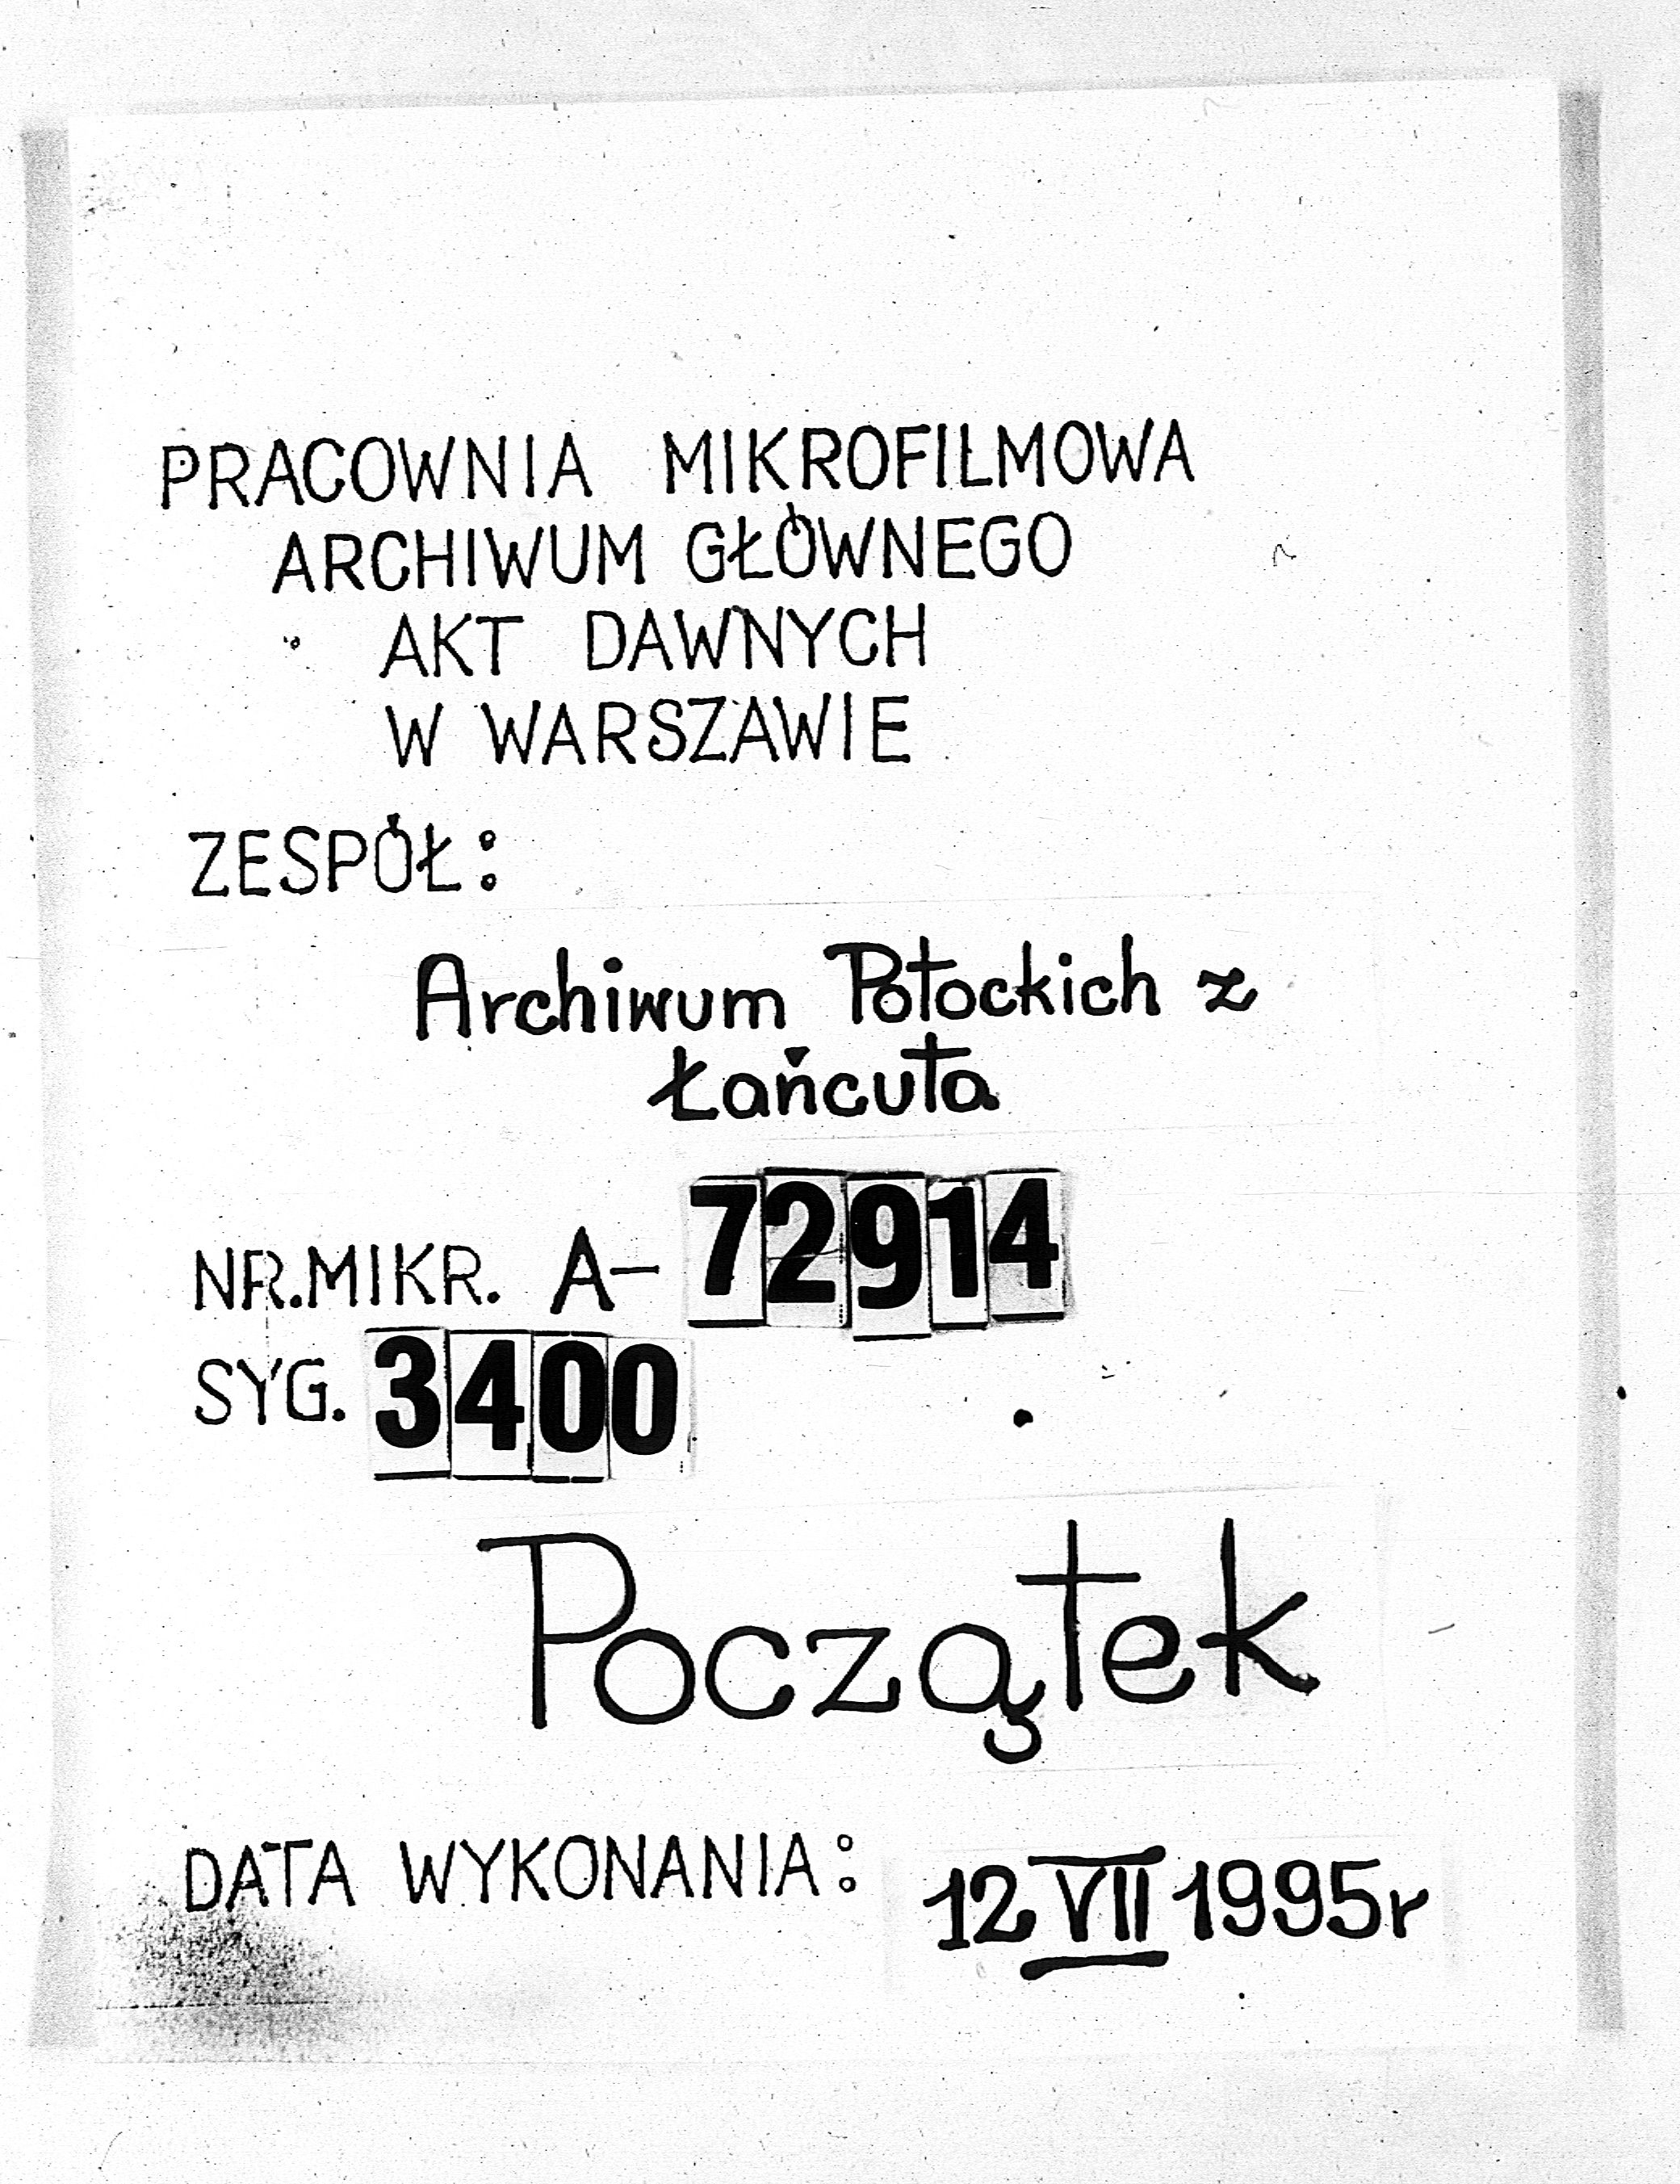 PRACOWNIA MIKROFILMOWA
ARCHIWUM GŁÓWNEGO
AKT DAWNYCH
W WARSZAWIE
ZESPÓŁ:
Archiwum Potockich z
Łańcuta
NR.MIKR. A- 72914
SYG. 3400
Początek
DATA WYKONANIA: 12 VII 1995r